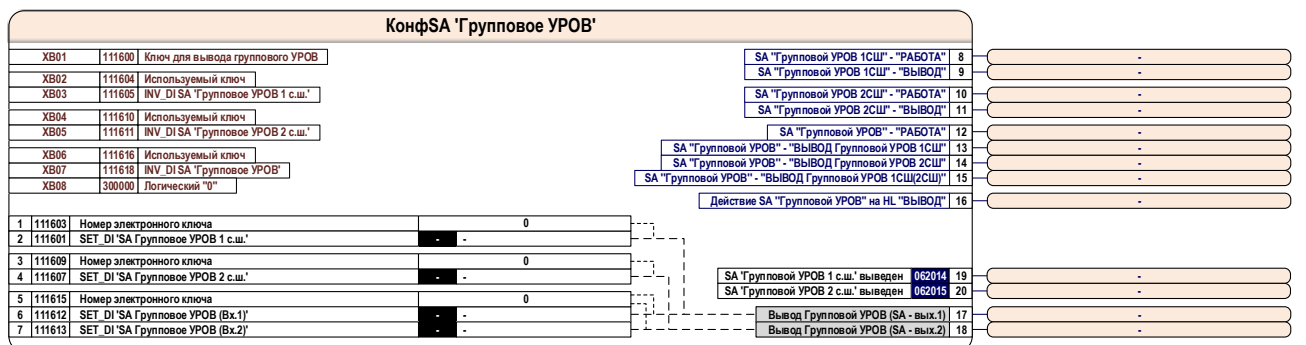 КонфSA 'Групповое УРОВ'
XB01 111600 Ключ для вывода группового УРОВ
SA "Групповой УРОВ 1СШ" - "РАБОТА" 8 -
XB02 111604 Используемый ключ
SA "Групповой УРОВ 1СШ" - "ВЫВОД" 9 -
XB03 111605 INV_DI SA 'Групповое УРОВ 1 с.ш.'
SA "Групповой УРОВ 2СШ" - "РАБОТА" 10 -
XB04 111610 Используемый ключ
SA "Групповой УРОВ 2СШ" - "ВЫВОД" 11 -
XB05 111611 INV_DI SA 'Групповое УРОВ 2 с.ш.'
SA "Групповой УРОВ" - "РАБОТА" 12 -
SA "Групповой УРОВ" - "ВЫВОД Групповой УРОВ 1СШ" 13 -
XB06 111616 Используемый ключ
SA "Групповой УРОВ" - "ВЫВОД Групповой УРОВ 2СШ" 14 -
XB07 111618 INV_DI SA 'Групповое УРОВ'
SA "Групповой УРОВ" - "ВЫВОД Групповой УРОВ 1СШ(2СШ)" 15 -
XB08 300000 Логический "0"
Действие SA "Групповой УРОВ" на HL "ВЫВОД" 16 -
1 111603 Номер электронного ключа 0
2 111601 SET_DI 'SA Групповое УРОВ 1 с.ш.' - -
3 111609 Номер электронного ключа 0
4 111607 SET_DI 'SA Групповое УРОВ 2 с.ш.' - -
SA 'Групповой УРОВ 1 с.ш.' выведен 062014 19 -
SA 'Групповой УРОВ 2 с.ш.' выведен 062015 20 -
5 111615 Номер электронного ключа 0
6 111612 SET_DI 'SA Групповое УРОВ (Вх.1)' - -
Вывод Групповой УРОВ (SA - вых.1) 17 -
7 111613 SET_DI 'SA Групповое УРОВ (Вх.2)' - -
Вывод Групповой УРОВ (SA - вых.2) 18 -